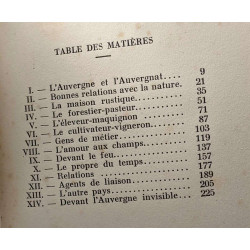 TABLE DES MATIÈRES
I. — L'Auvergne et l'Auvergnat.... 9
II. — Bonnes relations avec la nature. 21
III. — La maison rustique........ 35
IV. — Le forestier-pasteur....... 51
V. — L'éleveur-maquignon...... 71
VI. — Le cultivateur-vigneron.... 87
VII. — Gens de métier.......... 103
VIII. — L'amour aux champs...... 119
IX. — Devant le feu........... 137
X. — Le propre du temps...... 157
XI. — Relations.............. 177
XII. — Agents de liaison........ 189
XIII. — L'autre pays........... 205
XIV. — Devant l'Auvergne invisible.. 225